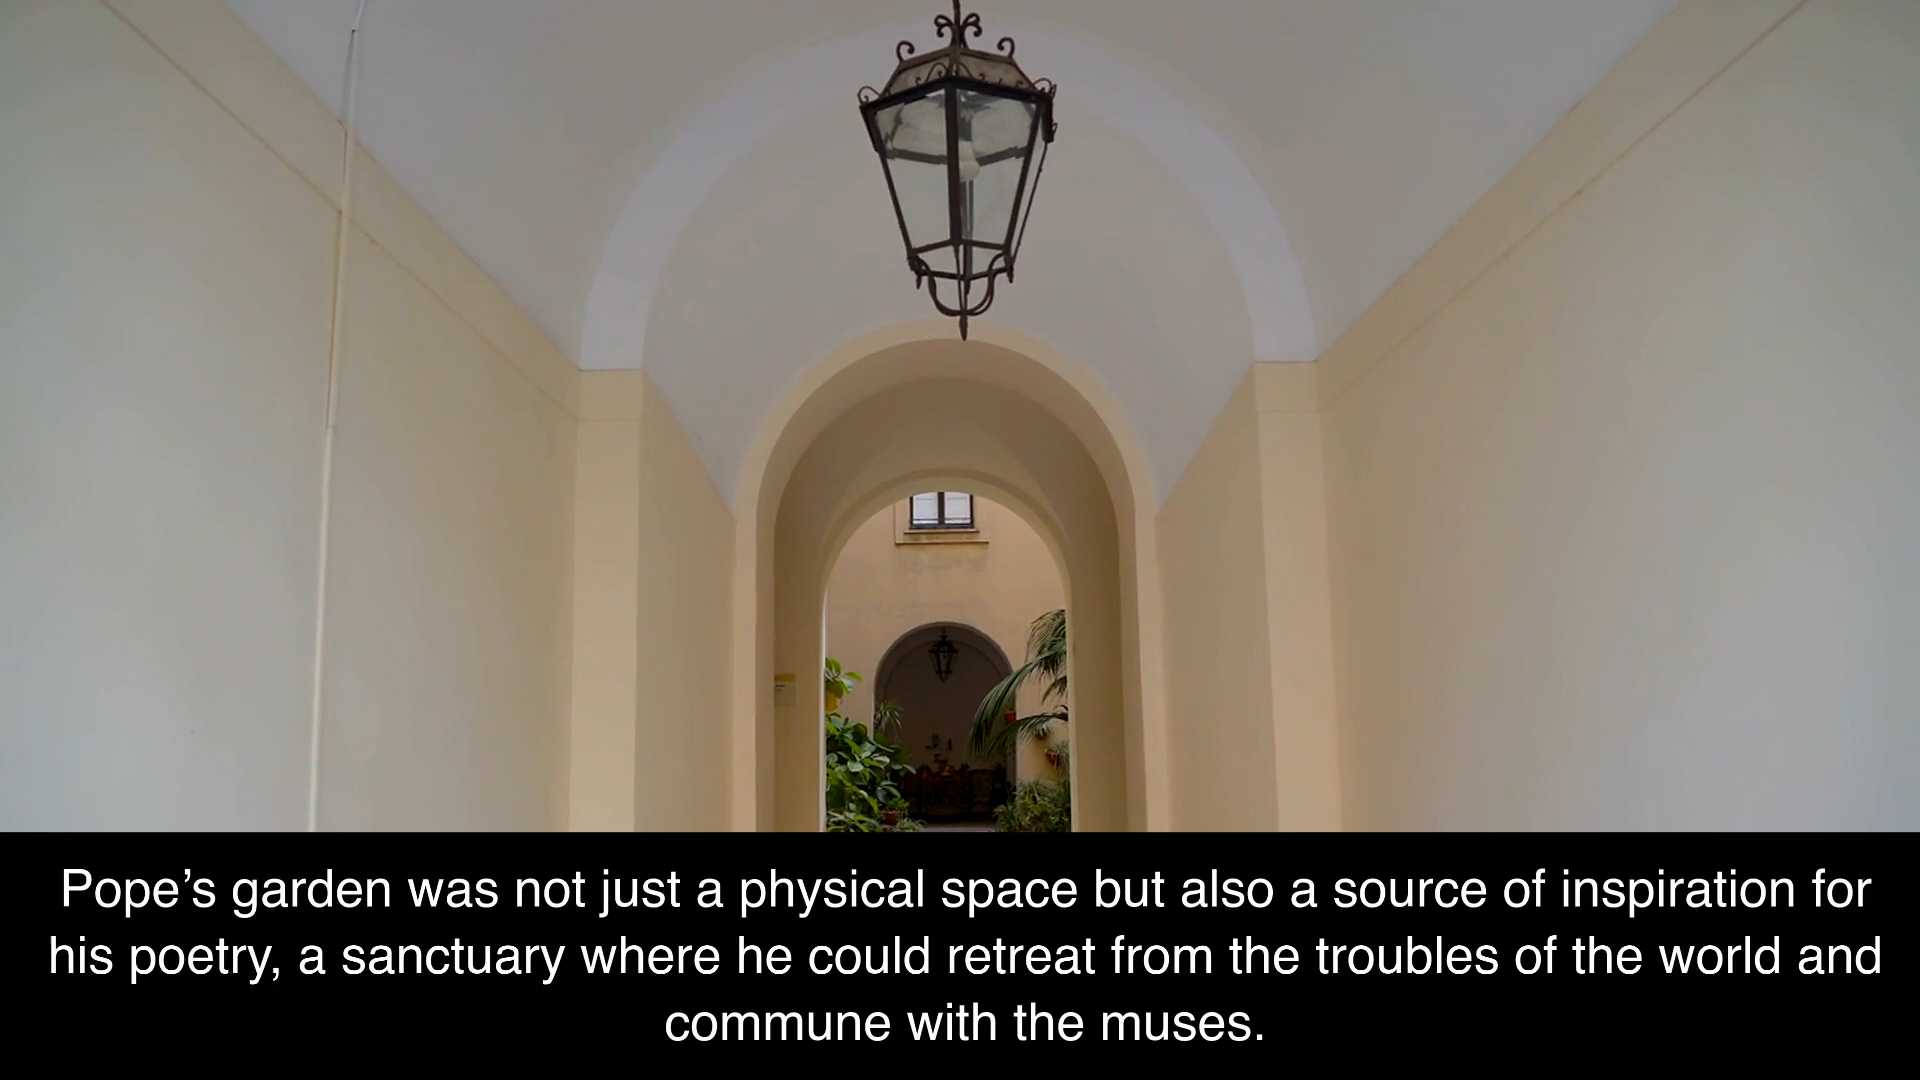 Pope’s garden was not just a physical space but also a source of inspiration for
his poetry, a sanctuary where he could retreat from the troubles of the world and
commune with the muses.